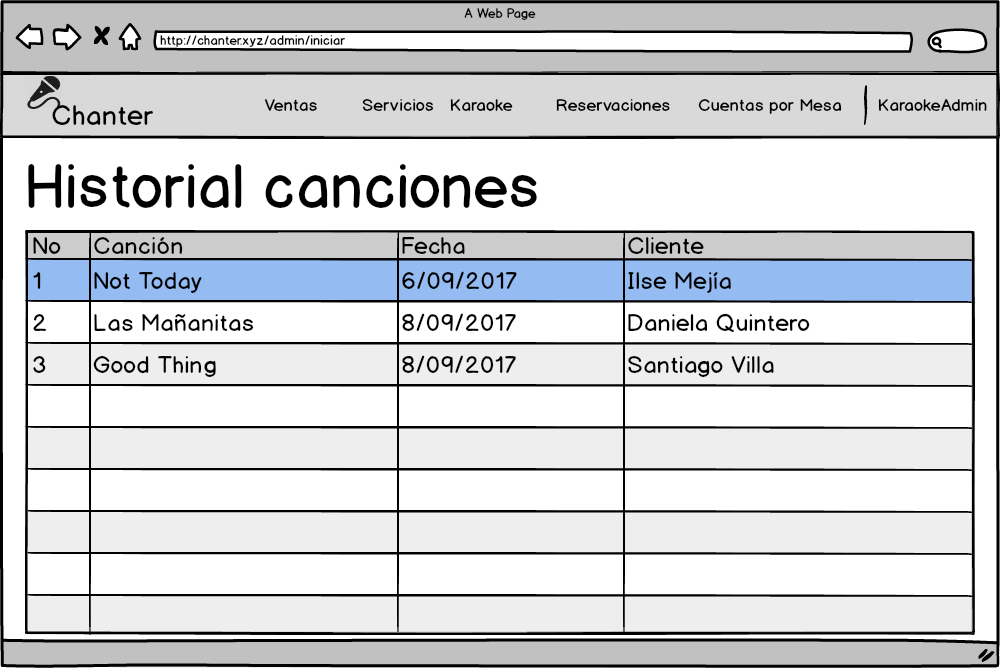 A Web Page
http://chanter.xyz/admin/iniciar
Chanter Ventas Servicios Karaoke Reservaciones Cuentas por Mesa KaraokeAdmin
Historial canciones
No Canción Fecha Cliente
1 Not Today 6/09/2017 Ilse Mejía
2 Las Mañanitas 8/09/2017 Daniela Quintero
3 Good Thing 8/09/2017 Santiago Villa